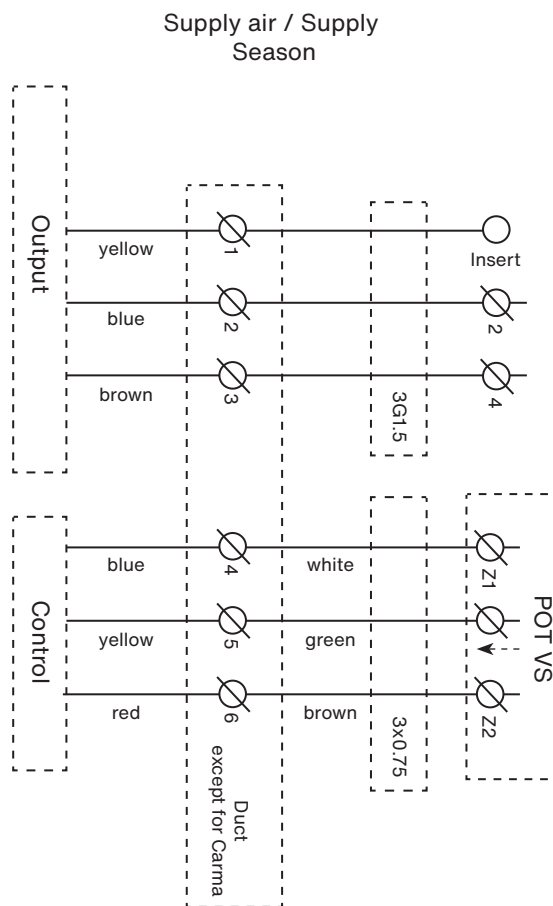 Supply air / Supply
Season
Output
yellow
1
Insert
blue
2
2
brown
3
4
3G1.5
Control
blue
4
white
Z1
yellow
5
green
POT VS
red
6
brown
Z2
3x0.75
Duct
except for Carma